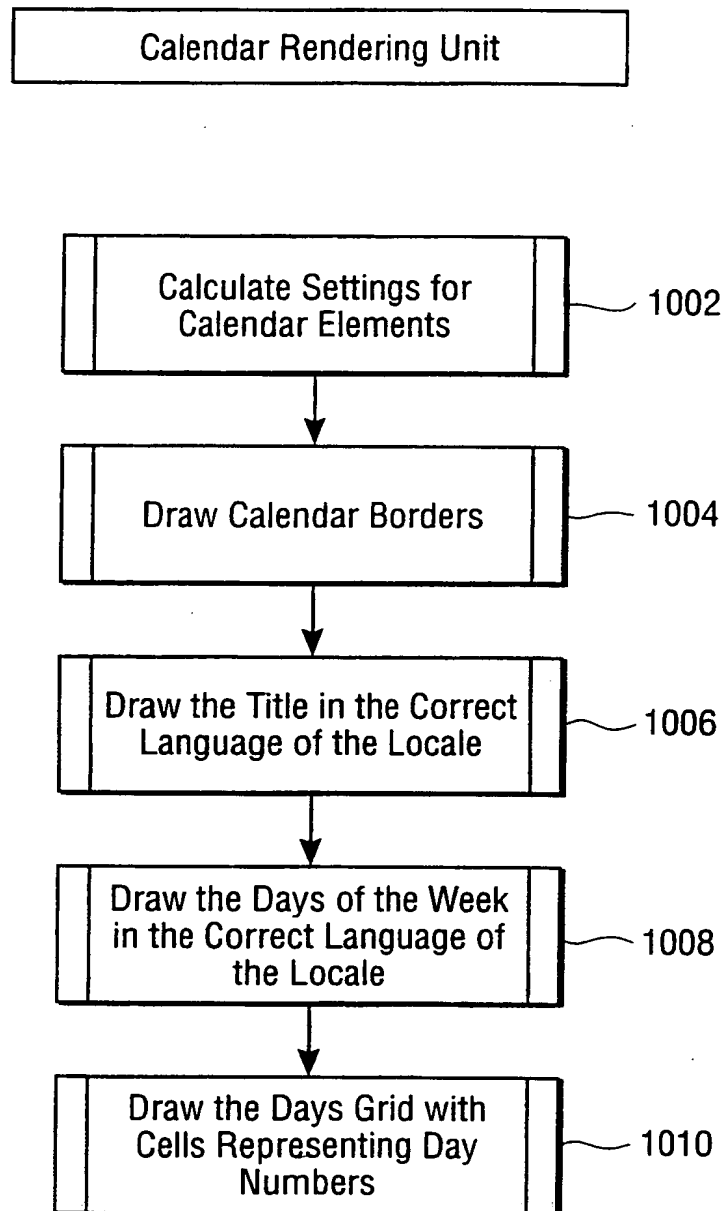 Calendar Rendering Unit
Calculate Settings for
Calendar Elements
1002
Draw Calendar Borders
1004
Draw the Title in the Correct
Language of the Locale
1006
Draw the Days of the Week
in the Correct Language of
the Locale
1008
Draw the Days Grid with
Cells Representing Day
Numbers
1010